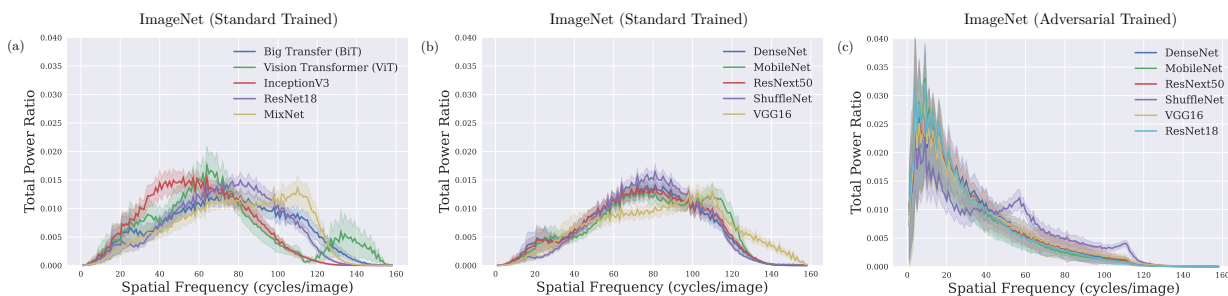 ImageNet (Standard Trained)
(a)
Total Power Ratio
0.040
0.035
0.030
0.025
0.020
0.015
0.010
0.005
0.000
Big Transfer (BiT)
Vision Transformer (ViT)
InceptionV3
ResNet18
MixNet
0 20 40 60 80 100 120 140 160
Spatial Frequency (cycles/image)
ImageNet (Standard Trained)
(b)
Total Power Ratio
0.040
0.035
0.030
0.025
0.020
0.015
0.010
0.005
0.000
DenseNet
MobileNet
ResNext50
ShuffleNet
VGG16
0 20 40 60 80 100 120 140 160
Spatial Frequency (cycles/image)
ImageNet (Adversarial Trained)
(c)
Total Power Ratio
0.040
0.035
0.030
0.025
0.020
0.015
0.010
0.005
0.000
DenseNet
MobileNet
ResNext50
ShuffleNet
VGG16
ResNet18
0 20 40 60 80 100 120 140 160
Spatial Frequency (cycles/image)